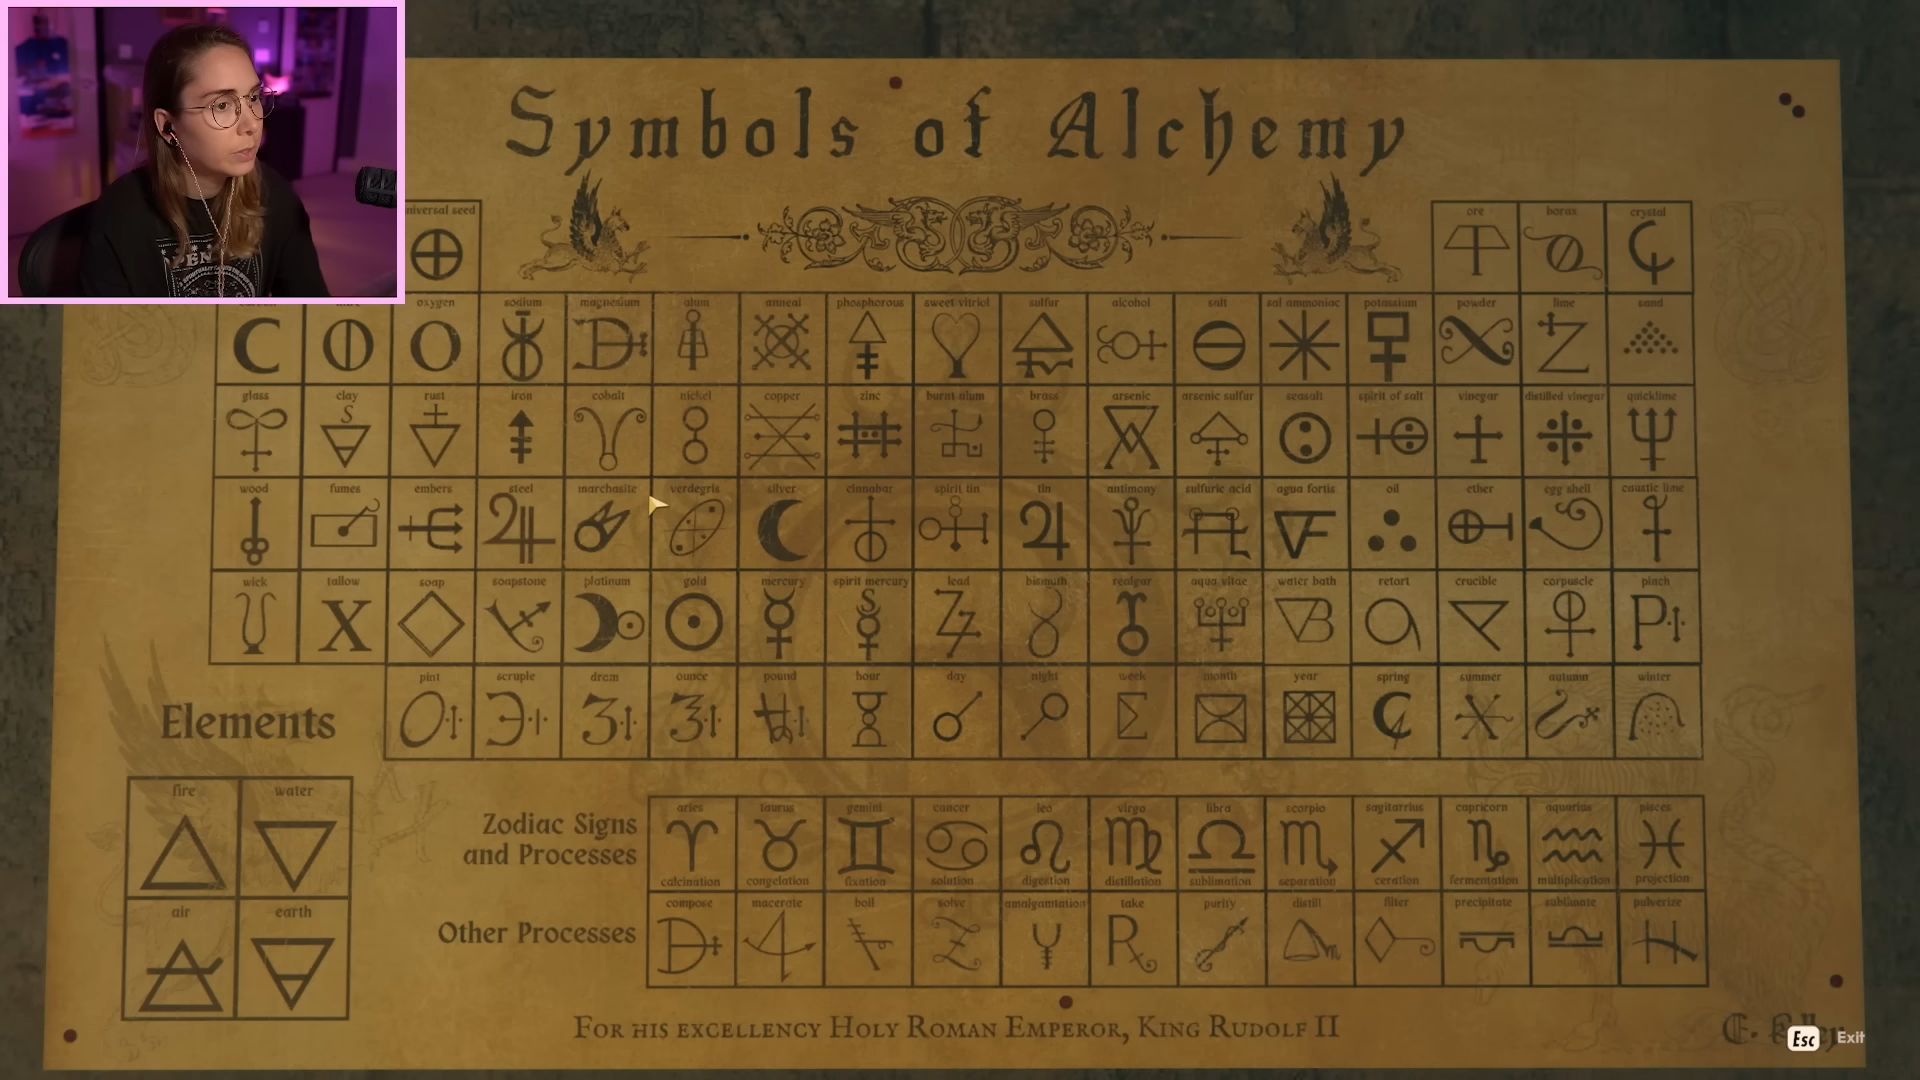 Symbols of Alchemy
ore borax crystal
oxygen sodium magnesium alum anneal phosphorous sweet vitriol sulfur alcohol salt sal ammoniac potassium powder lime sand
glass clay rust iron cobalt nickel copper zinc burnt alum brass arsenic arsenic sulfur seasalt spirit of salt vinegar distilled vinegar quicklime
wood fumes embers steel marchasite verdegris silver cinnabar spirit tin tin antimony sulfuric acid aqua fortis oil ether egg shell caustic lime
wick tallow soap soapstone platinum gold mercury spirit mercury lead bismuth realgar aqua vitae water bath retort crucible corpuscle pinch
pint scruple dram ounce pound hour day night week month year spring summer autumn winter
Elements
fire water
air earth
Zodiac Signs
and Processes
aries taurus gemini cancer leo virgo libra scorpio sagitarrius capricorn aquarius pisces
calcination congelation fixation solution digestion distillation sublimation separation ceration fermentation multiplication projection
Other Processes
compose macerate boil solve amalgamtation take purity distill filter precipitate sublimate pulverize
FOR HIS EXCELLENCY HOLY ROMAN EMPEROR, KING RUDOLF II
Esc Exit